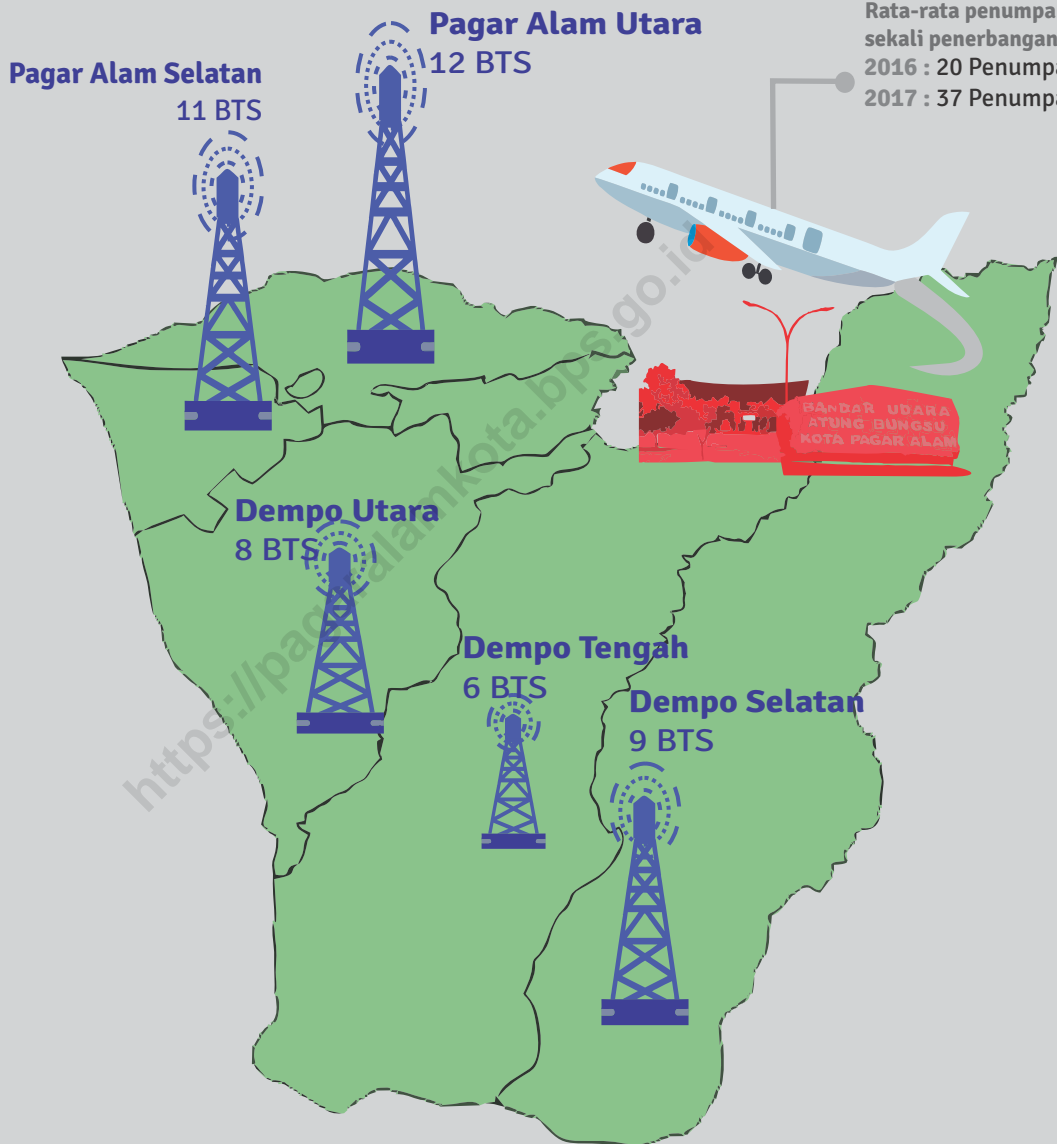 Rata-rata penumpa
sekali penerbangan
2016 : 20 Penumpa
2017 : 37 Penumpa
Pagar Alam Utara
12 BTS
Pagar Alam Selatan
11 BTS
BANDAR UDARA
ATUNG BUNGSU
KOTA PAGAR ALAM
Dempo Utara
8 BTS
Dempo Tengah
6 BTS
Dempo Selatan
9 BTS
https://pagaralamkota.bps.go.id